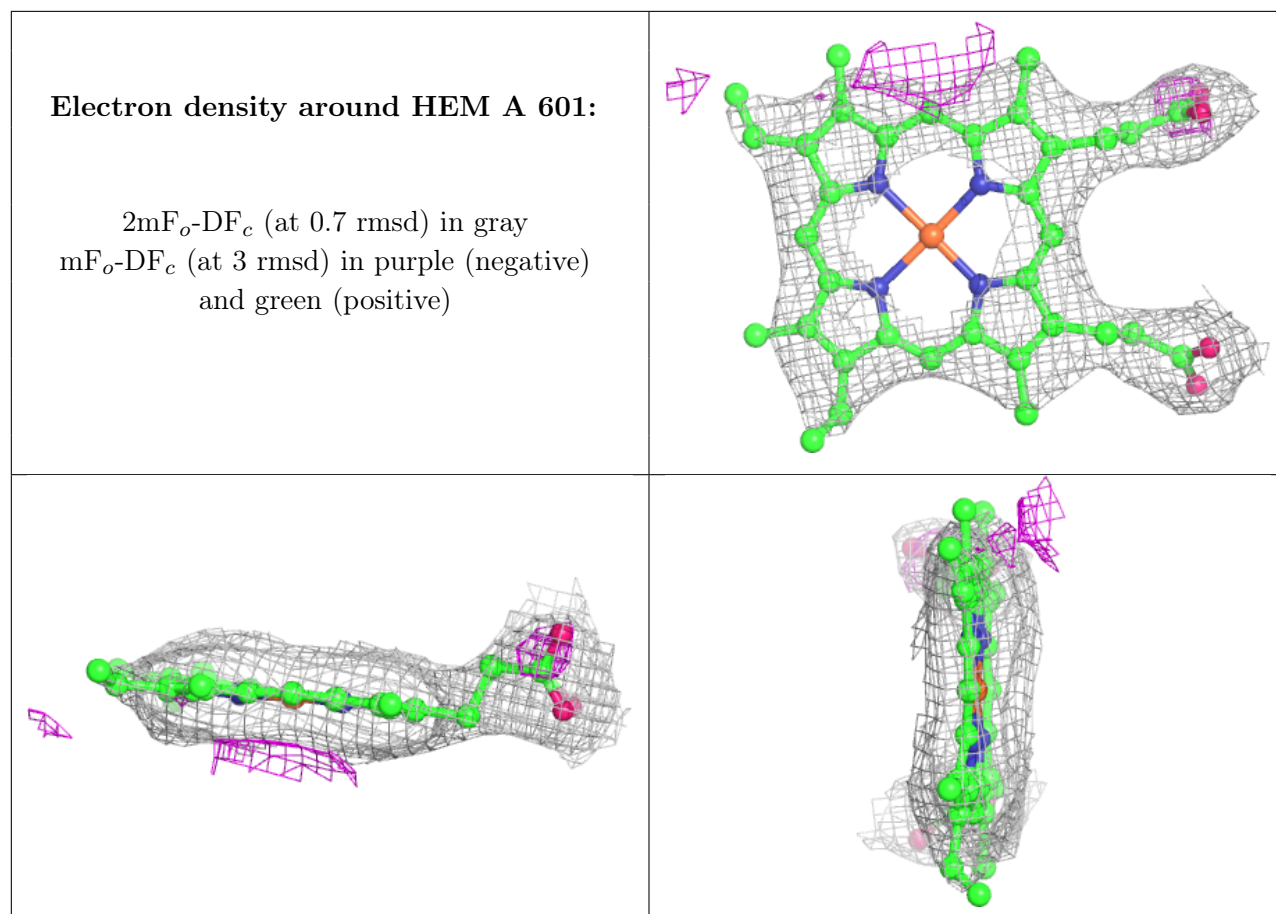 Electron density around HEM A 601:
2mFₒ-DF𝒸 (at 0.7 rmsd) in gray
mFₒ-DF𝒸 (at 3 rmsd) in purple (negative)
and green (positive)